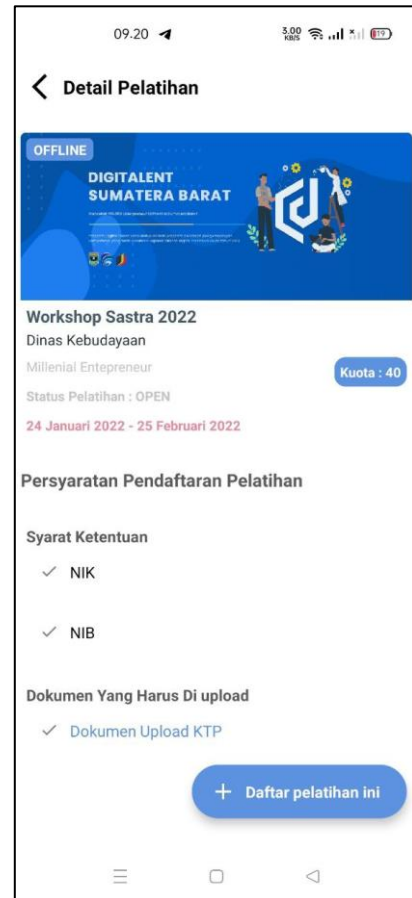 09.20
3.00
KB/S
19
Detail Pelatihan
OFFLINE
DIGITALENT
SUMATERA BARAT
Workshop Sastra 2022
Dinas Kebudayaan
Millenial Entepreneur
Kuota : 40
Status Pelatihan : OPEN
24 Januari 2022 - 25 Februari 2022
Persyaratan Pendaftaran Pelatihan
Syarat Ketentuan
NIK
NIB
Dokumen Yang Harus Di upload
Dokumen Upload KTP
+ Daftar pelatihan ini